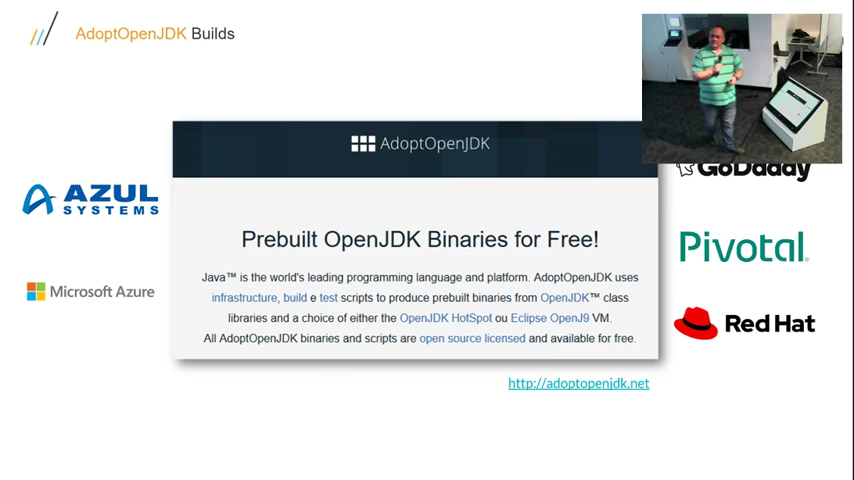 AdoptOpenJDK Builds
AdoptOpenJDK
Prebuilt OpenJDK Binaries for Free!
Java™ is the world's leading programming language and platform. AdoptOpenJDK uses
infrastructure, build e test scripts to produce prebuilt binaries from OpenJDK™ class
libraries and a choice of either the OpenJDK HotSpot ou Eclipse OpenJ9 VM.
All AdoptOpenJDK binaries and scripts are open source licensed and available for free.
AZUL
SYSTEMS
Microsoft Azure
GoDaddy
Pivotal.
Red Hat
http://adoptopenjdk.net